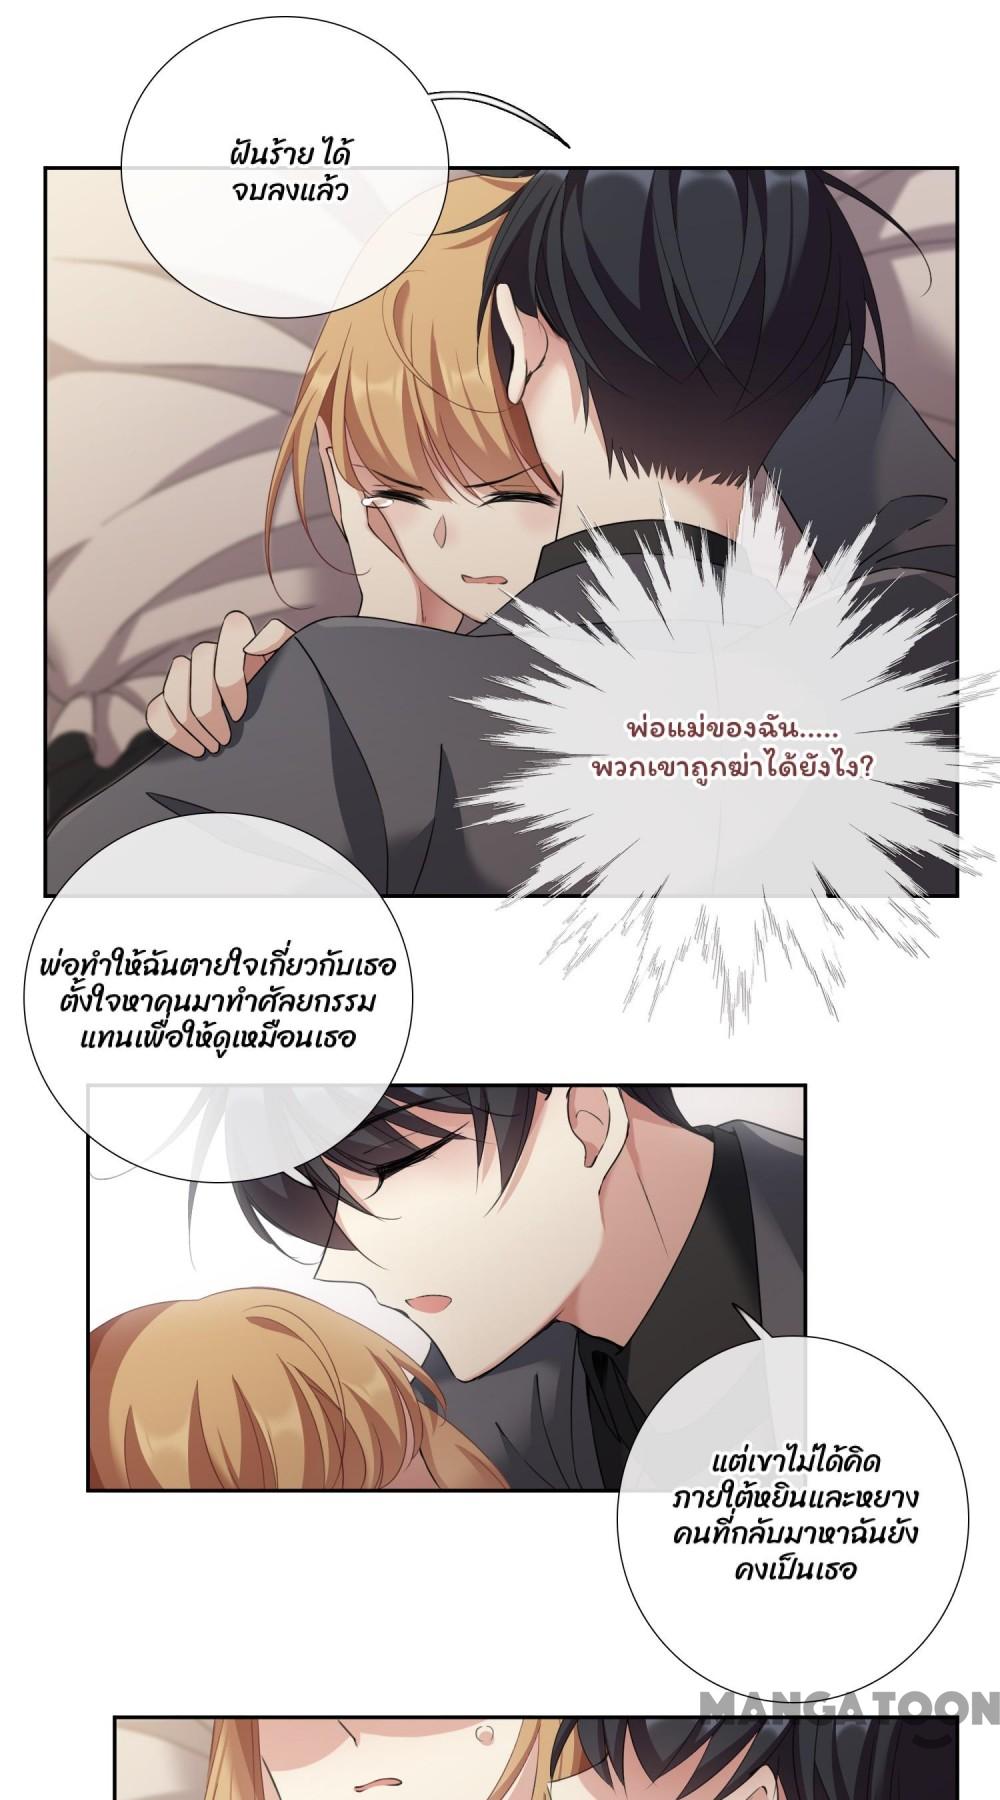 ฝันร้าย ได้
จบลงแล้ว
พ่อแม่ของฉัน.....
พวกเขาถูกฆ่าได้ยังไง?
พ่อทำให้ฉันตายใจเกี่ยวกับเธอ
ตั้งใจหาคนมาทำศัลยกรรม
แทนเพื่อให้ดูเหมือนเธอ
แต่เขาไม่ได้คิด
ภายใต้หยินและหยาง
คนที่กลับมาหาฉันยัง
คงเป็นเธอ
MANGATOON